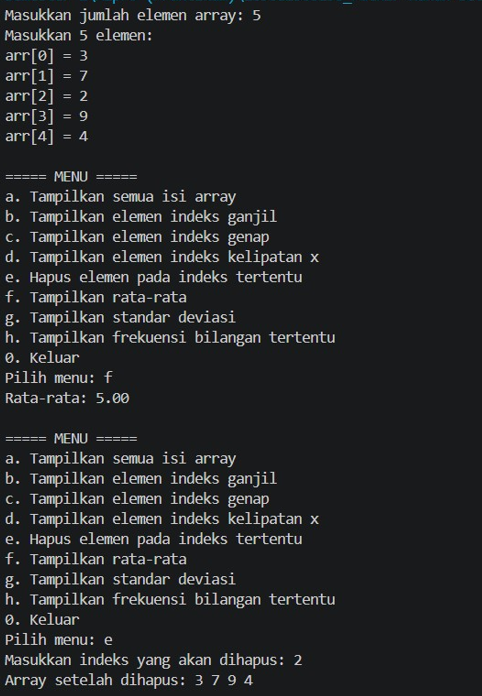 Masukkan jumlah elemen array: 5
Masukkan 5 elemen:
arr[0] = 3
arr[1] = 7
arr[2] = 2
arr[3] = 9
arr[4] = 4

===== MENU =====
a. Tampilkan semua isi array
b. Tampilkan elemen indeks ganjil
c. Tampilkan elemen indeks genap
d. Tampilkan elemen indeks kelipatan x
e. Hapus elemen pada indeks tertentu
f. Tampilkan rata-rata
g. Tampilkan standar deviasi
h. Tampilkan frekuensi bilangan tertentu
0. Keluar
Pilih menu: f
Rata-rata: 5.00

===== MENU =====
a. Tampilkan semua isi array
b. Tampilkan elemen indeks ganjil
c. Tampilkan elemen indeks genap
d. Tampilkan elemen indeks kelipatan x
e. Hapus elemen pada indeks tertentu
f. Tampilkan rata-rata
g. Tampilkan standar deviasi
h. Tampilkan frekuensi bilangan tertentu
0. Keluar
Pilih menu: e
Masukkan indeks yang akan dihapus: 2
Array setelah dihapus: 3 7 9 4